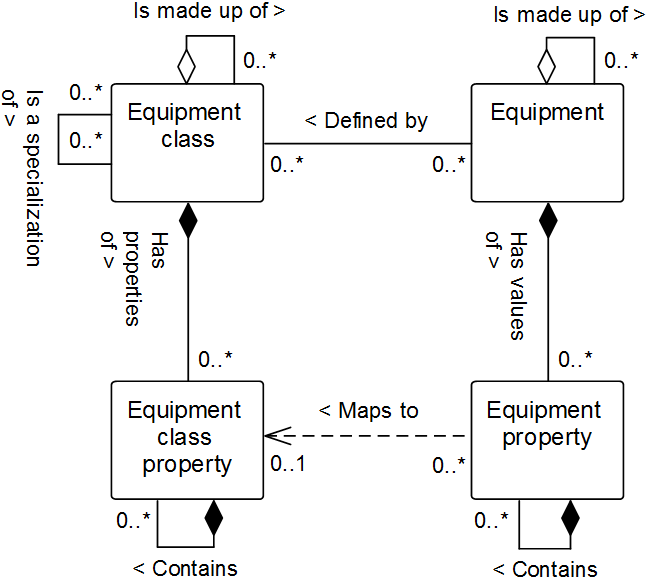 Is made up of >
Is made up of >
0..*
0..*
0..*
0..*
Is a specialization
of >
Equipment
class
< Defined by
Equipment
0..*
0..*
Has
properties
of >
Has values
of >
0..*
0..*
Equipment
class
property
< Maps to
Equipment
property
0..1
0..*
0..*
0..*
< Contains
< Contains